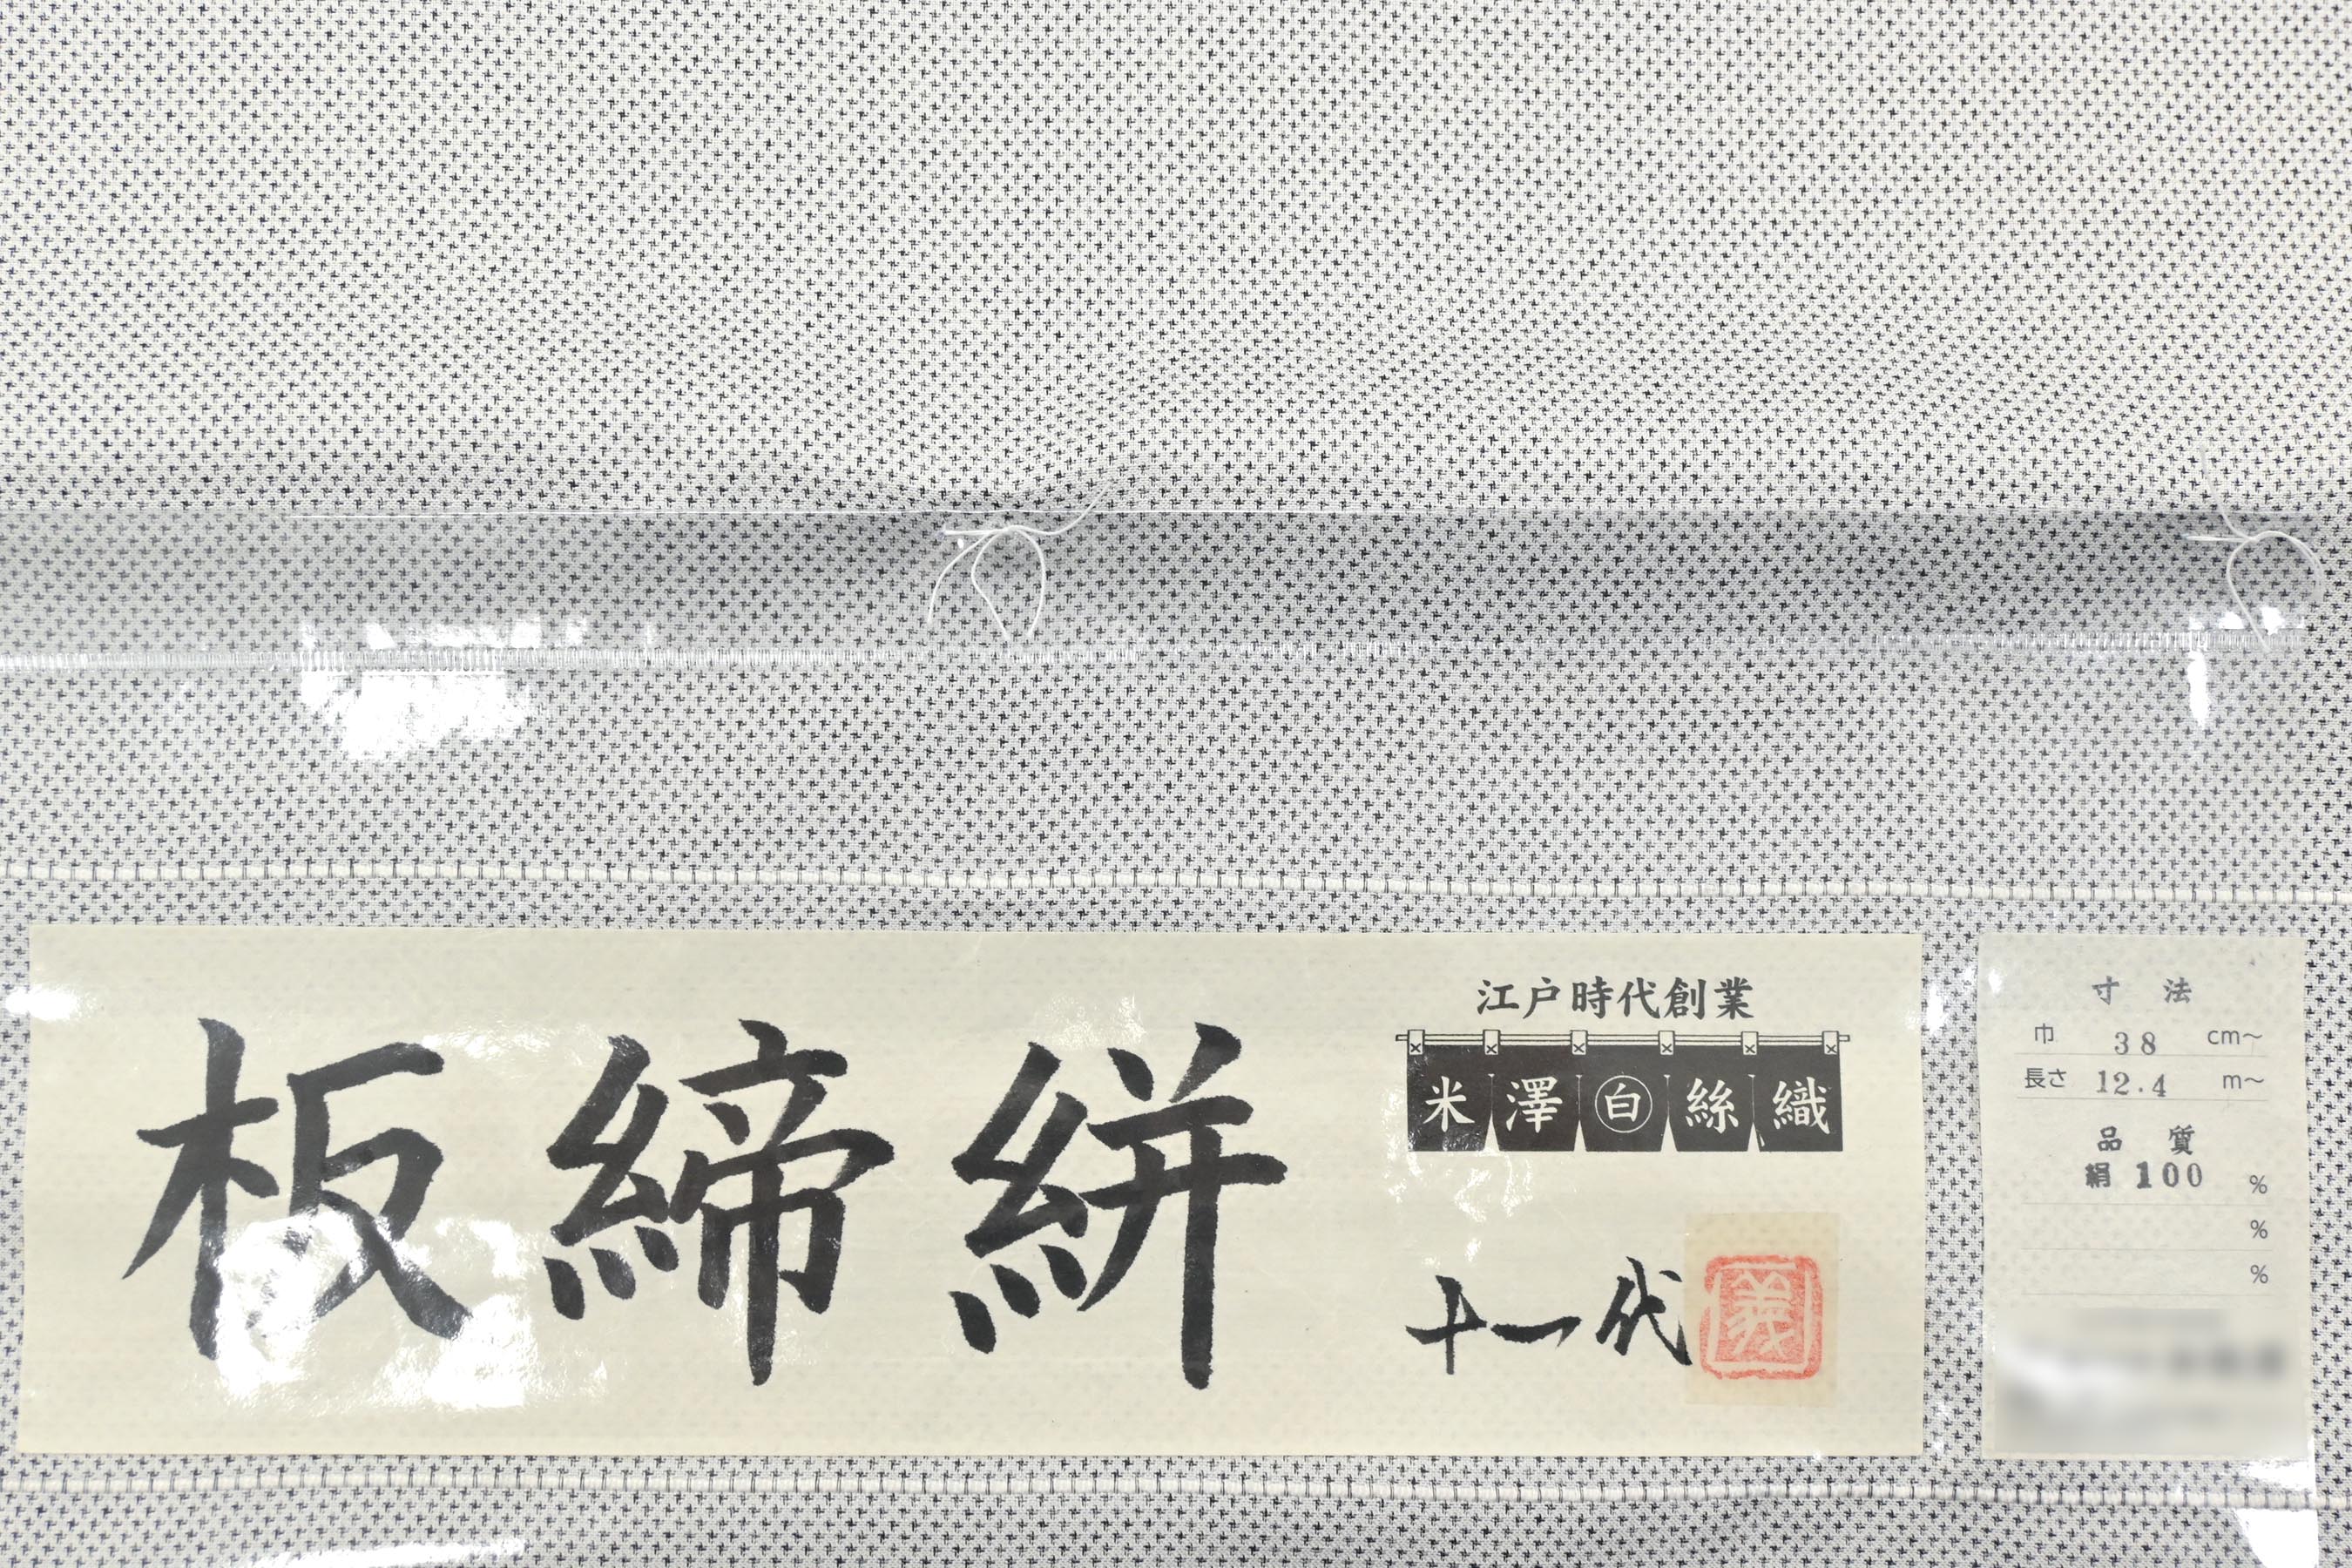 板締絣
江戸時代創業
米澤白絲織
十一代
義
寸法
巾 38 cm～
長さ 12.4 m～
品質
絹 100 %
%
%